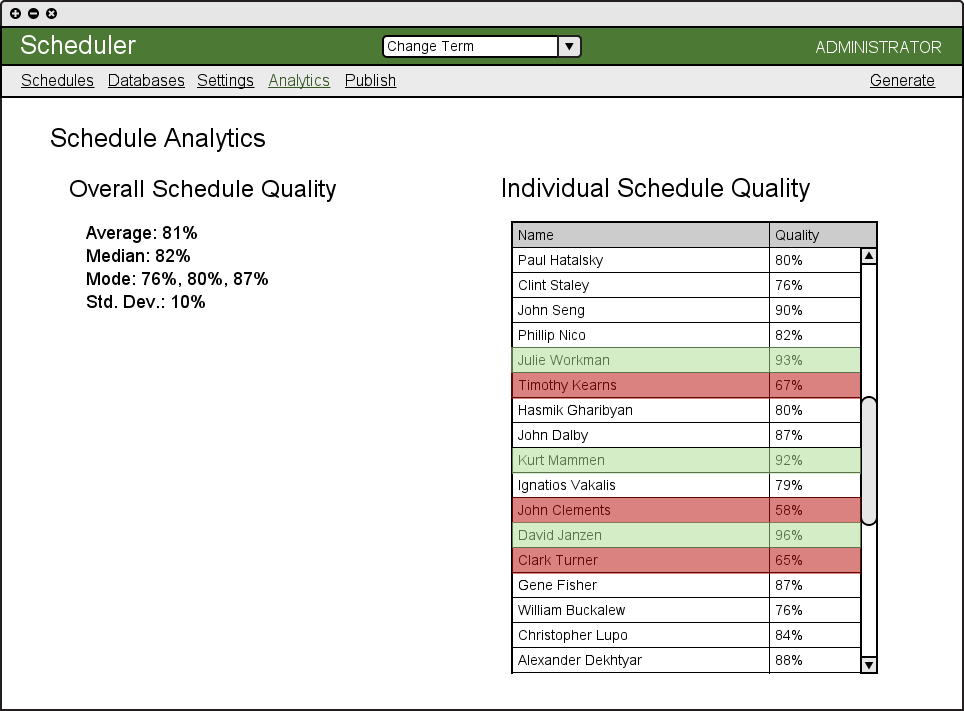 Scheduler
Change Term
ADMINISTRATOR
Schedules Databases Settings Analytics Publish Generate
Schedule Analytics
Overall Schedule Quality
Average: 81%
Median: 82%
Mode: 76%, 80%, 87%
Std. Dev.: 10%
Individual Schedule Quality
Name Quality
Paul Hatalsky 80%
Clint Staley 76%
John Seng 90%
Phillip Nico 82%
Julie Workman 93%
Timothy Kearns 67%
Hasmik Gharibyan 80%
John Dalby 87%
Kurt Mammen 92%
Ignatios Vakalis 79%
John Clements 58%
David Janzen 96%
Clark Turner 65%
Gene Fisher 87%
William Buckalew 76%
Christopher Lupo 84%
Alexander Dekhtyar 88%